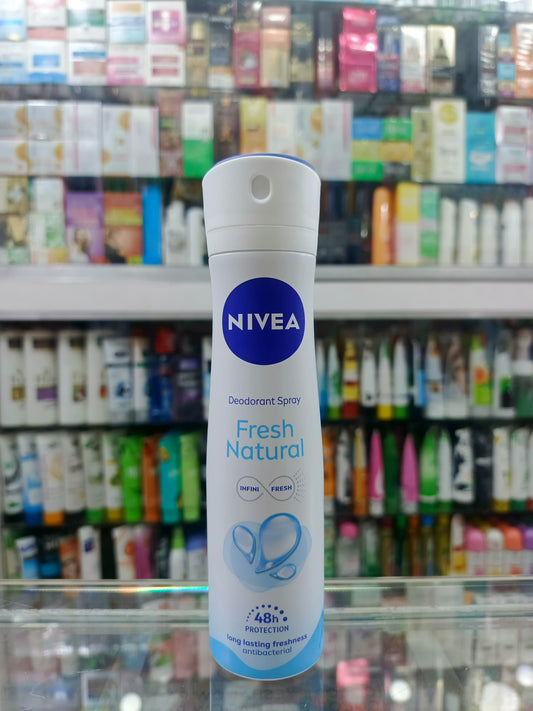 NIVEA
Deodorant Spray
Fresh
Natural
INFINI FRESH
48h
PROTECTION
long lasting freshness
antibacterial